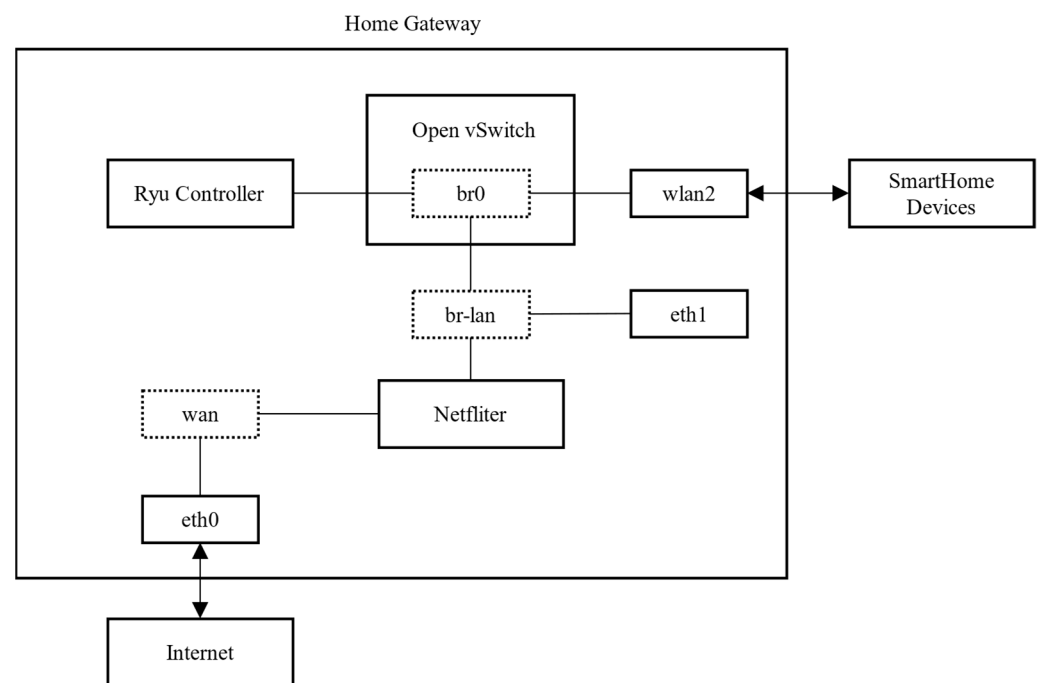 Home Gateway
Open vSwitch
Ryu Controller
br0
wlan2
SmartHome
Devices
br-lan
eth1
wan
Netfliter
eth0
Internet